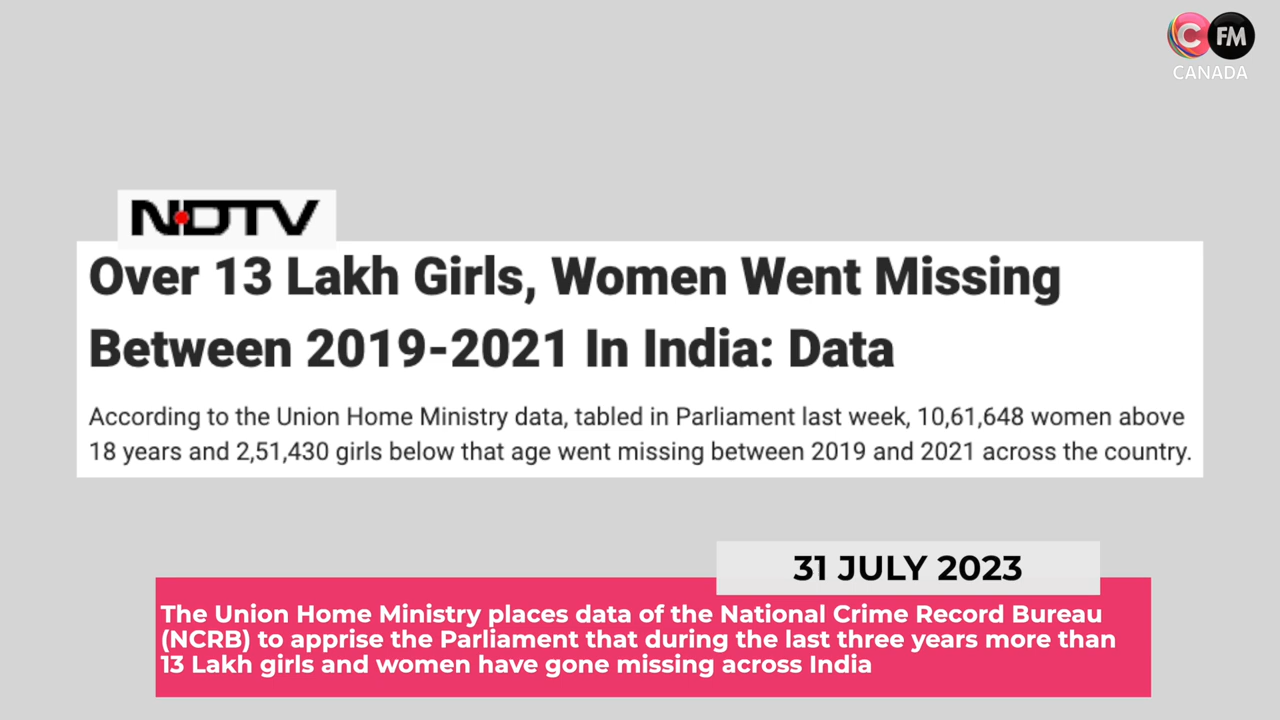 C FM
CANADA
NDTV
Over 13 Lakh Girls, Women Went Missing
Between 2019-2021 In India: Data
According to the Union Home Ministry data, tabled in Parliament last week, 10,61,648 women above
18 years and 2,51,430 girls below that age went missing between 2019 and 2021 across the country.
31 JULY 2023
The Union Home Ministry places data of the National Crime Record Bureau
(NCRB) to apprise the Parliament that during the last three years more than
13 Lakh girls and women have gone missing across India